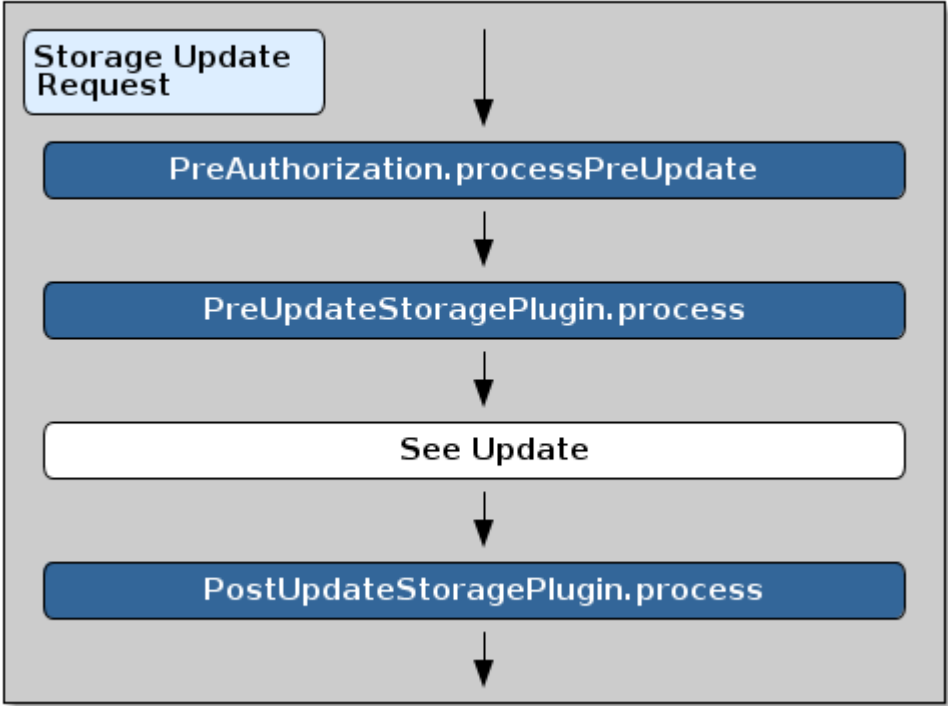 Storage Update
Request
PreAuthorization.processPreUpdate
PreUpdateStoragePlugin.process
See Update
PostUpdateStoragePlugin.process